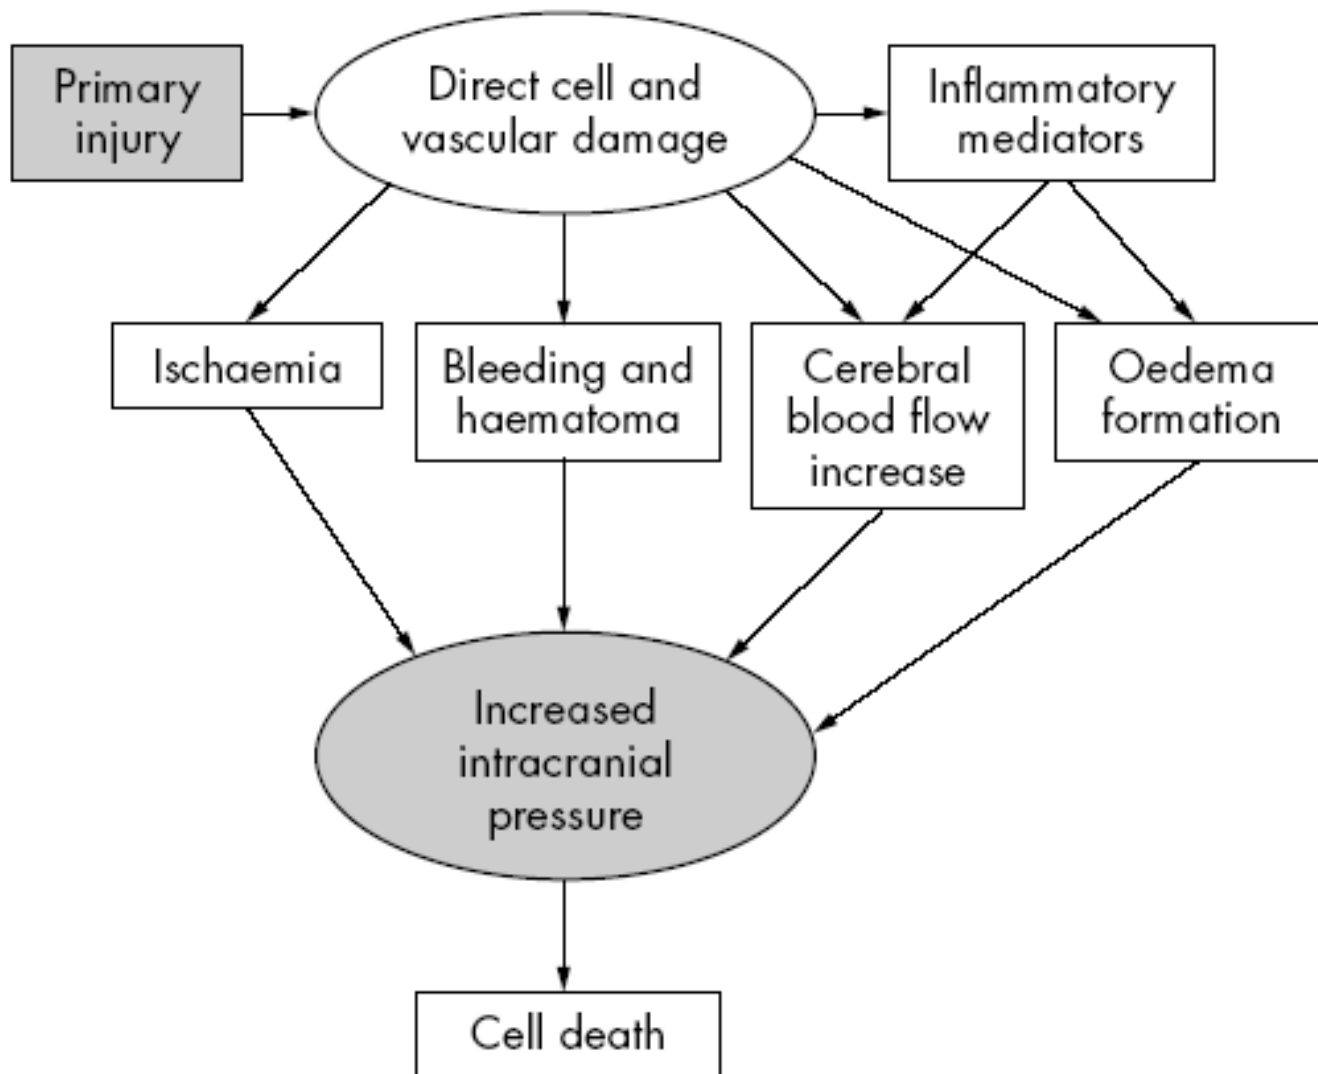 Primary
injury
Direct cell and
vascular damage
Inflammatory
mediators
Ischaemia
Bleeding and
haematoma
Cerebral
blood flow
increase
Oedema
formation
Increased
intracranial
pressure
Cell death